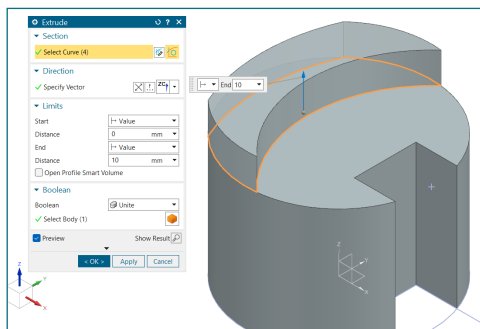 Extrude
Section
Select Curve (4)
Direction
Specify Vector
ZC
End 10
Limits
Start Value
Distance 0 mm
End Value
Distance 10 mm
Open Profile Smart Volume
Boolean
Boolean Unite
Select Body (1)
Preview Show Result
< OK > Apply Cancel
Z
Y
X
Z
Y
X